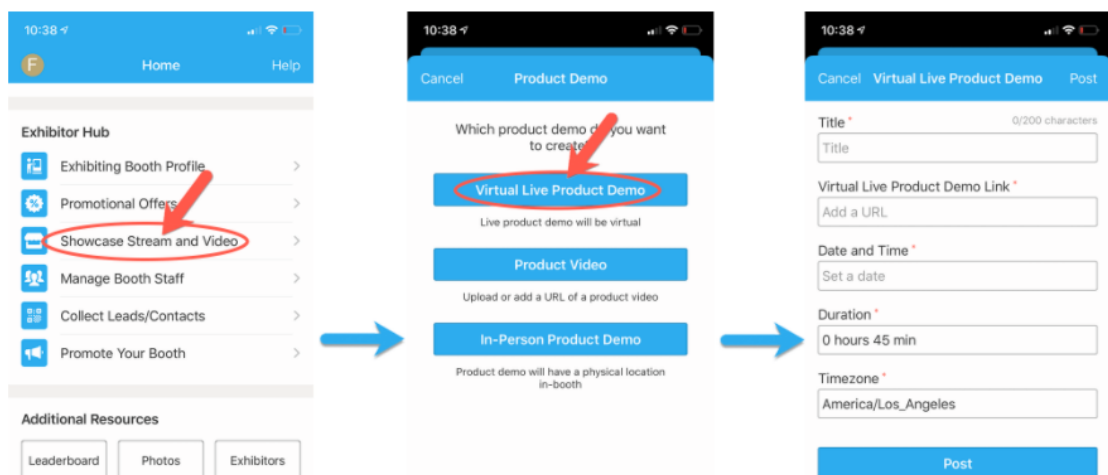 10:38
F
Home
Help
Exhibitor Hub
Exhibiting Booth Profile
Promotional Offers
Showcase Stream and Video
Manage Booth Staff
Collect Leads/Contacts
Promote Your Booth
Additional Resources
Leaderboard
Photos
Exhibitors
10:38
Cancel
Product Demo
Which product demo do you want
to create?
Virtual Live Product Demo
Live product demo will be virtual
Product Video
Upload or add a URL of a product video
In-Person Product Demo
Product demo will have a physical location
in-booth
10:38
Cancel
Virtual Live Product Demo
Post
Title *
0/200 characters
Title
Virtual Live Product Demo Link *
Add a URL
Date and Time *
Set a date
Duration *
0 hours 45 min
Timezone *
America/Los_Angeles
Post